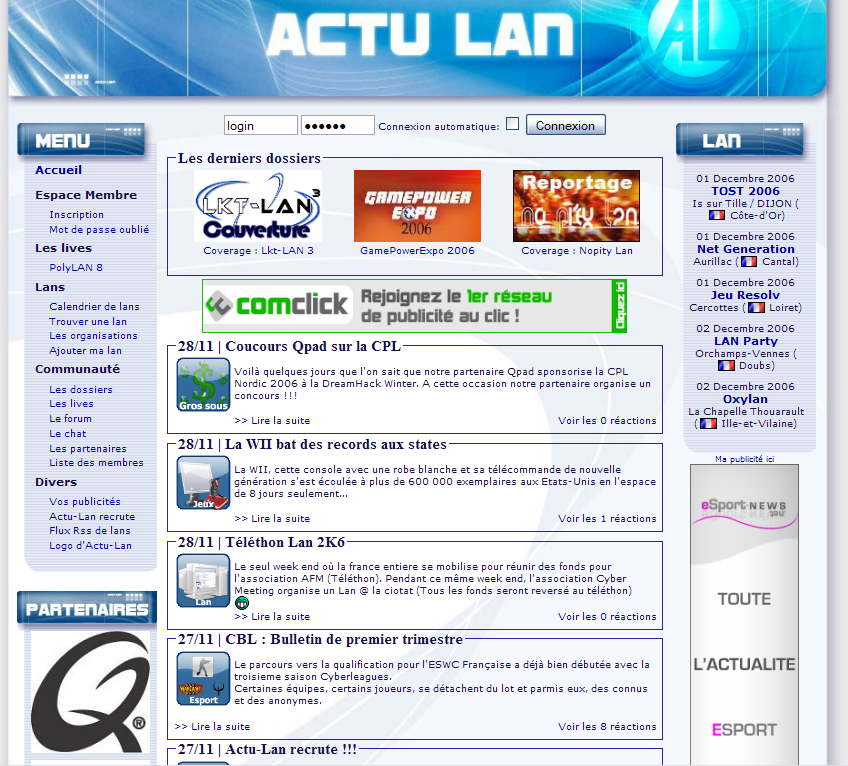 ACTU LAN
AL
MENU
Accueil
Espace Membre
Inscription
Mot de passe oublié
Les lives
PolyLAN 8
Lans
Calendrier de lans
Trouver une lan
Les organisations
Ajouter ma lan
Communauté
Les dossiers
Les lives
Le forum
Le chat
Les partenaires
Liste des membres
Divers
Vos publicités
Actu-Lan recrute
Flux Rss de lans
Logo d'Actu-Lan
PARTENAIRES
®
login
•••••• Connexion automatique:
Connexion
Les derniers dossiers
LKT-LAN 3
Couverture
Coverage : Lkt-LAN 3
GAMEPOWER
EXPO
2006
GamePowerExpo 2006
Reportage
Coverage : Nopity Lan
comclick Rejoignez le 1er réseau
de publicité au clic !
Cliquez ici
28/11 | Coucours Qpad sur la CPL
Gros sous
Voilà quelques jours que l'on sait que notre partenaire Qpad sponsorise la CPL
Nordic 2006 à la DreamHack Winter. A cette occasion notre partenaire organise un
concours !!!
>> Lire la suite
Voir les 0 réactions
28/11 | La WII bat des records aux states
Jeux
La WII, cette console avec une robe blanche et sa télécommande de nouvelle
génération s'est écoulée à plus de 600 000 exemplaires aux Etats-Unis en l'espace
de 8 jours seulement...
>> Lire la suite
Voir les 1 réactions
28/11 | Téléthon Lan 2K6
Lan
Le seul week end où la france entiere se mobilise pour réunir des fonds pour
l'association AFM (Téléthon). Pendant ce même week end, l'association Cyber
Meeting organise un Lan @ la ciotat (Tous les fonds seront reversé au téléthon)
>> Lire la suite
Voir les 0 réactions
27/11 | CBL : Bulletin de premier trimestre
Esport
Le parcours vers la qualification pour l'ESWC Française a déjà bien débutée avec la
troisieme saison Cyberleagues.
Certaines équipes, certains joueurs, se détachent du lot et parmis eux, des connus
et des anonymes.
>> Lire la suite
Voir les 8 réactions
27/11 | Actu-Lan recrute !!!
LAN
01 Decembre 2006
TOST 2006
Is sur Tille / DIJON (
Côte-d'Or)
01 Decembre 2006
Net Generation
Aurillac ( Cantal)
01 Decembre 2006
Jeu Resolv
Cercottes ( Loiret)
02 Decembre 2006
LAN Party
Orchamps-Vennes (
Doubs)
02 Decembre 2006
Oxylan
La Chapelle Thouarault
( Ille-et-Vilaine)
Ma publicité ici
eSport-NEWS
TOUTE
L'ACTUALITE
ESPORT